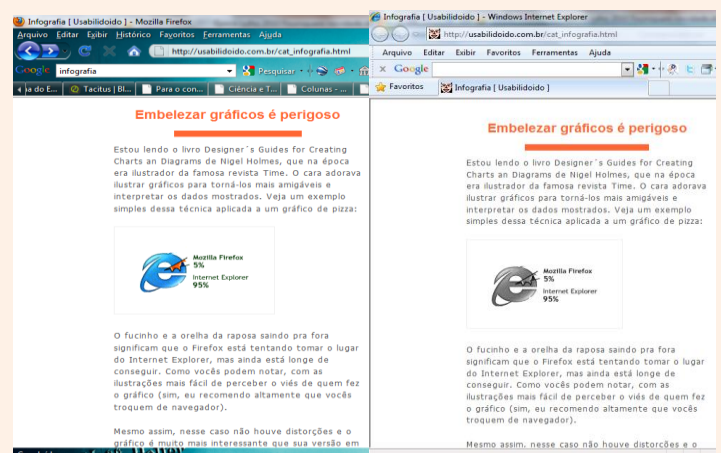 Infografia [ Usabilidoido ] - Mozilla Firefox
Arquivo Editar Exibir Histórico Favoritos Ferramentas Ajuda
http://usabilidoido.com.br/cat_infografia.html
Google infografia Pesquisar
ia do E... Tacitus | Bl... Para o con... Ciência e T... Colunas - ...
Embelezar gráficos é perigoso
Estou lendo o livro Designer´s Guides for Creating
Charts an Diagrams de Nigel Holmes, que na época
era ilustrador da famosa revista Time. O cara adorava
ilustrar gráficos para torná-los mais amigáveis e
interpretar os dados mostrados. Veja um exemplo
simples dessa técnica aplicada a um gráfico de pizza:
Mozilla Firefox
5%
Internet Explorer
95%
O fucinho e a orelha da raposa saindo pra fora
significam que o Firefox está tentando tomar o lugar
do Internet Explorer, mas ainda está longe de
conseguir. Como vocês podem notar, com as
ilustrações mais fácil de perceber o viés de quem fez
o gráfico (sim, eu recomendo altamente que vocês
troquem de navegador).
Mesmo assim, nesse caso não houve distorções e o
gráfico é muito mais interessante que sua versão em
Infografia [ Usabilidoido ] - Windows Internet Explorer
http://usabilidoido.com.br/cat_infografia.html
Arquivo Editar Exibir Favoritos Ferramentas Ajuda
x Google
Favoritos Infografia [ Usabilidoido ]
Embelezar gráficos é perigoso
Estou lendo o livro Designer´s Guides for Creating
Charts an Diagrams de Nigel Holmes, que na época
era ilustrador da famosa revista Time. O cara adorava
ilustrar gráficos para torná-los mais amigáveis e
interpretar os dados mostrados. Veja um exemplo
simples dessa técnica aplicada a um gráfico de pizza:
Mozilla Firefox
5%
Internet Explorer
95%
O fucinho e a orelha da raposa saindo pra fora
significam que o Firefox está tentando tomar o lugar
do Internet Explorer, mas ainda está longe de
conseguir. Como vocês podem notar, com as
ilustrações mais fácil de perceber o viés de quem fez
o gráfico (sim, eu recomendo altamente que vocês
troquem de navegador).
Mesmo assim, nesse caso não houve distorções e o